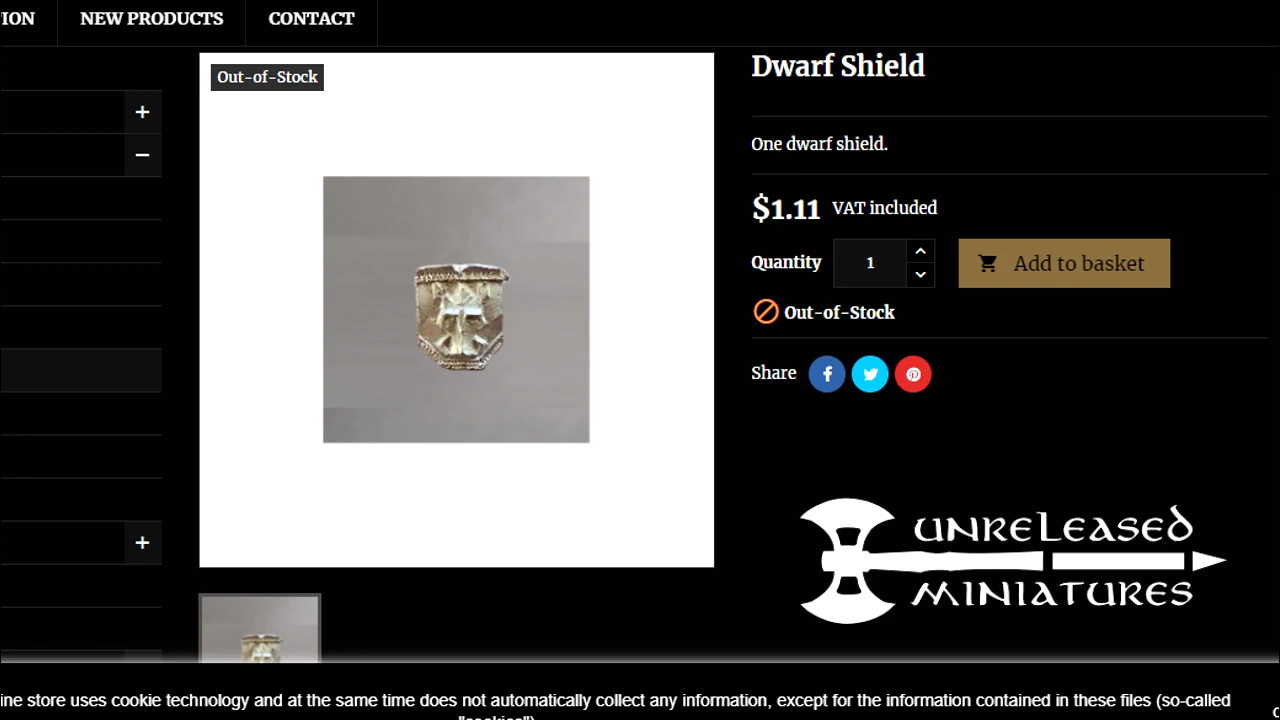 ION
NEW PRODUCTS
CONTACT
Out-of-Stock
Dwarf Shield
One dwarf shield.
$1.11 VAT included
Quantity 1 Add to basket
Out-of-Stock
Share
UNRELEASED
MINIATURES
ine store uses cookie technology and at the same time does not automatically collect any information, except for the information contained in these files (so-called
"cookies")